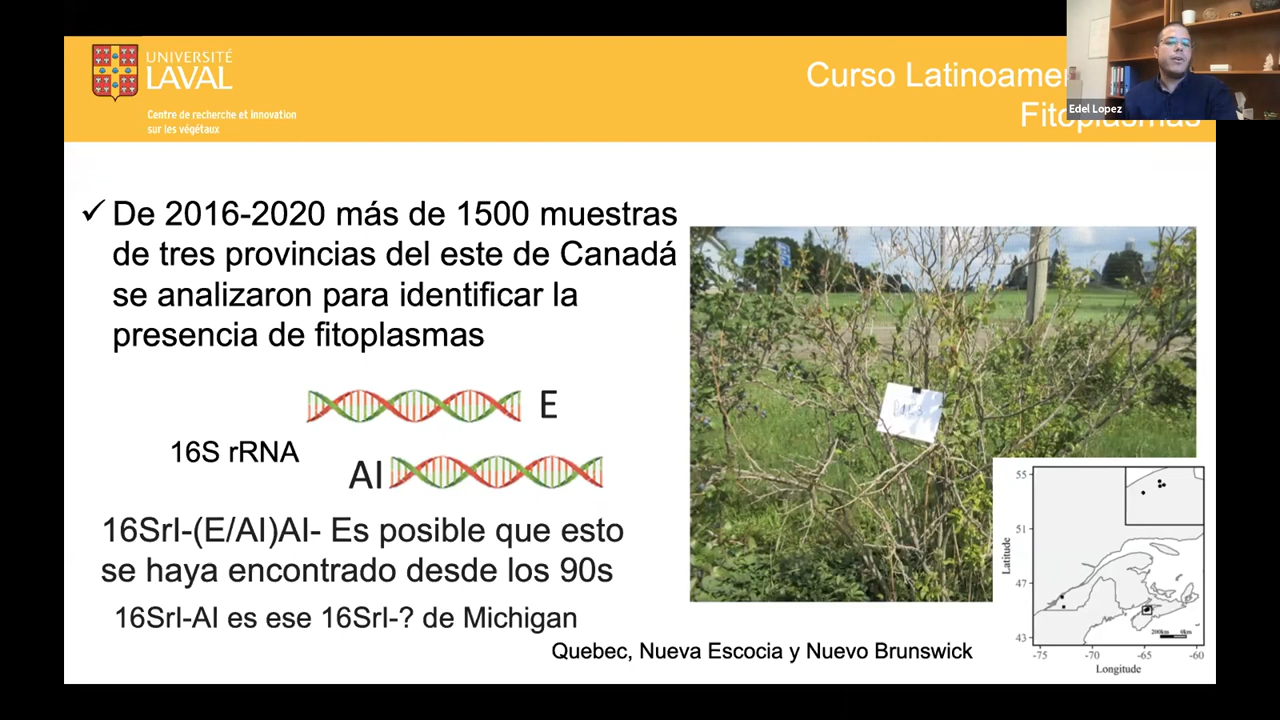 UNIVERSITÉ
LAVAL
Centre de recherche et innovation
sur les végétaux
Curso Latinoamer
Fitoplasmas
Edel Lopez
✓ De 2016-2020 más de 1500 muestras
de tres provincias del este de Canadá
se analizaron para identificar la
presencia de fitoplasmas
E
16S rRNA
AI
16SrI-(E/AI)AI- Es posible que esto
se haya encontrado desde los 90s
16SrI-AI es ese 16SrI-? de Michigan
Quebec, Nueva Escocia y Nuevo Brunswick
55
51
47
43
Latitude
-75
-70
-65
-60
Longitude